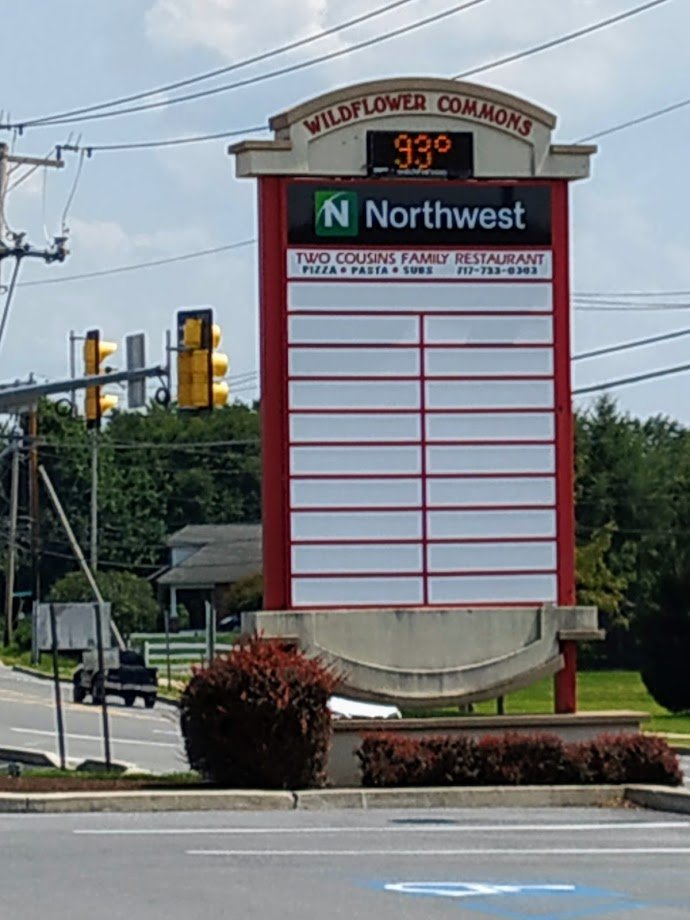 WILDFLOWER COMMONS
93°
N Northwest
TWO COUSINS FAMILY RESTAURANT
PIZZA • PASTA • SUBS 717-733-0303